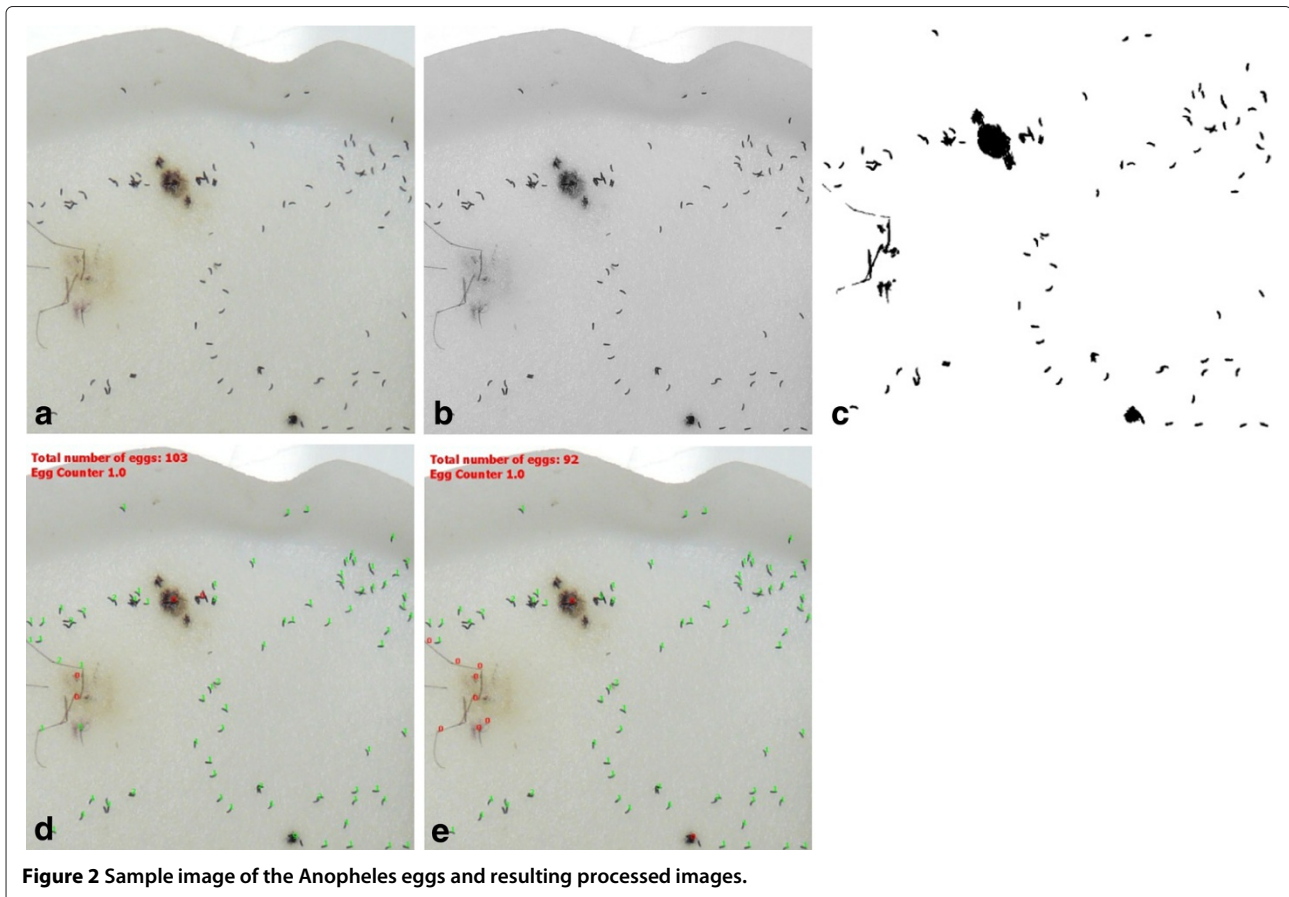 a
b
c
Total number of eggs: 103
Egg Counter 1.0
Total number of eggs: 92
Egg Counter 1.0
d
e
Figure 2 Sample image of the Anopheles eggs and resulting processed images.